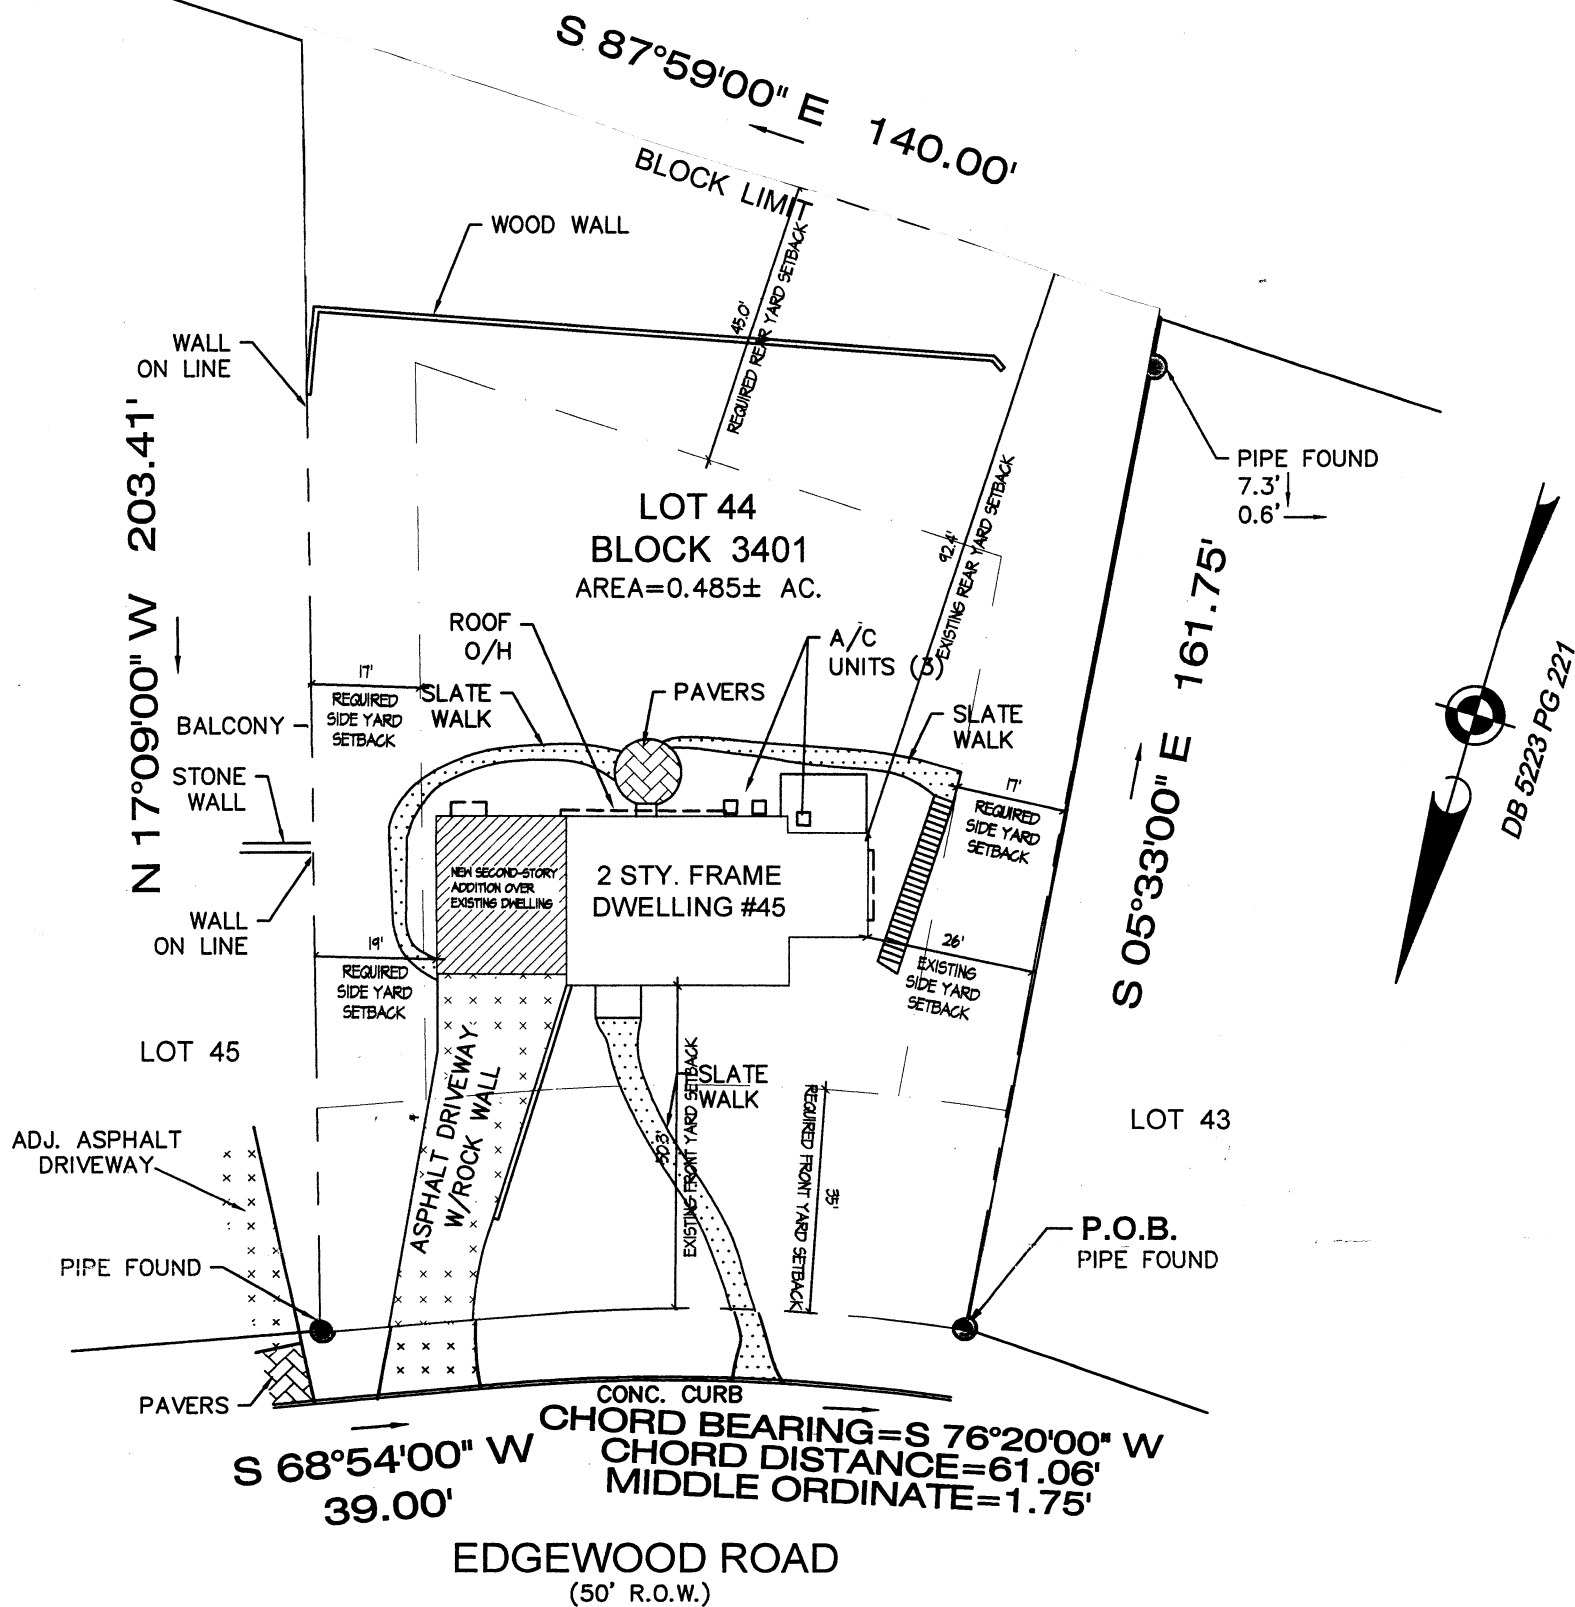 S 87°59'00" E 140.00'
BLOCK LIMIT
WOOD WALL
45.0'
REQUIRED REAR YARD SETBACK
WALL
ON LINE
N 17°09'00" W 203.41'
PIPE FOUND
7.3'
0.6'
LOT 44
BLOCK 3401
AREA=0.485± AC.
92.4'
EXISTING REAR YARD SETBACK
S 05°33'00" E 161.75'
DB 5223 PG 221
ROOF
O/H
A/C
UNITS (3)
17'
REQUIRED
SIDE YARD
SETBACK
SLATE
WALK
PAVERS
SLATE
WALK
BALCONY
STONE
WALL
17'
REQUIRED
SIDE YARD
SETBACK
NEW SECOND-STORY
ADDITION OVER
EXISTING DWELLING
2 STY. FRAME
DWELLING #45
WALL
ON LINE
19'
REQUIRED
SIDE YARD
SETBACK
26'
EXISTING
SIDE YARD
SETBACK
LOT 45
ASPHALT DRIVEWAY
W/ROCK WALL
SLATE
WALK
50.3'
EXISTING FRONT YARD SETBACK
REQUIRED FRONT YARD SETBACK
35'
LOT 43
ADJ. ASPHALT
DRIVEWAY
PIPE FOUND
P.O.B.
PIPE FOUND
PAVERS
CONC. CURB
S 68°54'00" W
39.00'
CHORD BEARING=S 76°20'00" W
CHORD DISTANCE=61.06'
MIDDLE ORDINATE=1.75'
EDGEWOOD ROAD
(50' R.O.W.)